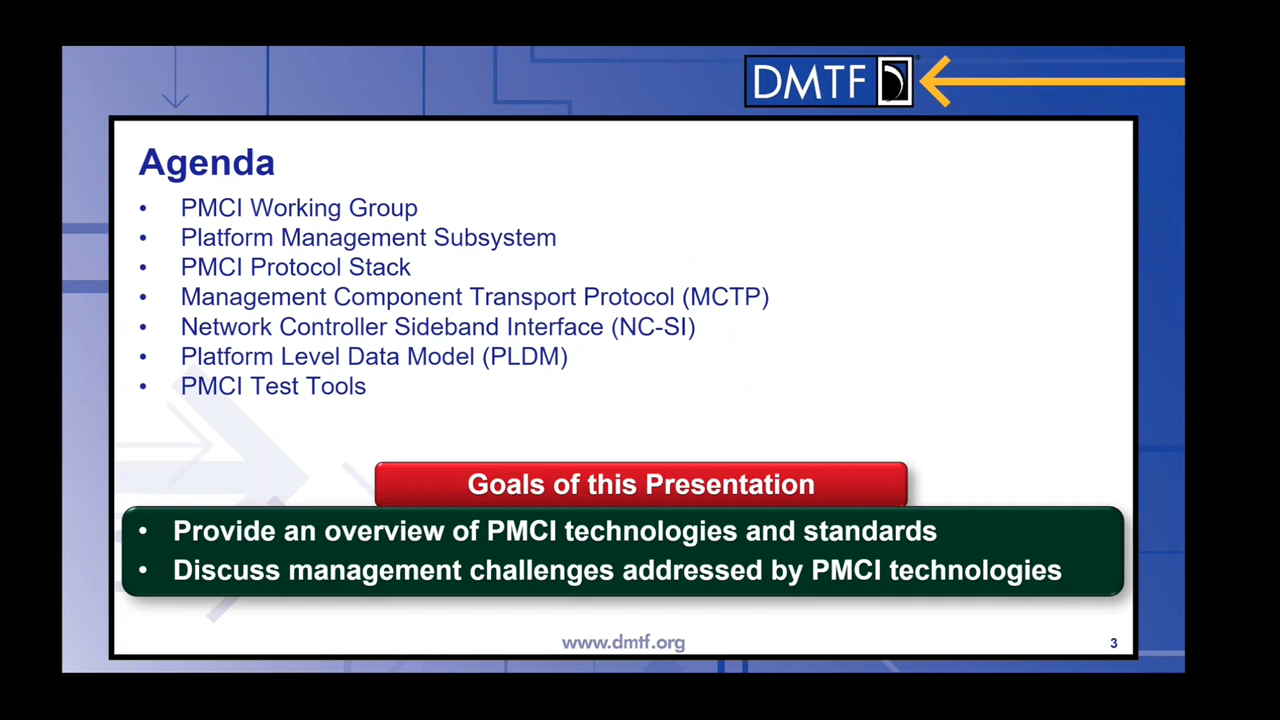 DMTF
Agenda
• PMCI Working Group
• Platform Management Subsystem
• PMCI Protocol Stack
• Management Component Transport Protocol (MCTP)
• Network Controller Sideband Interface (NC-SI)
• Platform Level Data Model (PLDM)
• PMCI Test Tools
Goals of this Presentation
• Provide an overview of PMCI technologies and standards
• Discuss management challenges addressed by PMCI technologies
www.dmtf.org
3